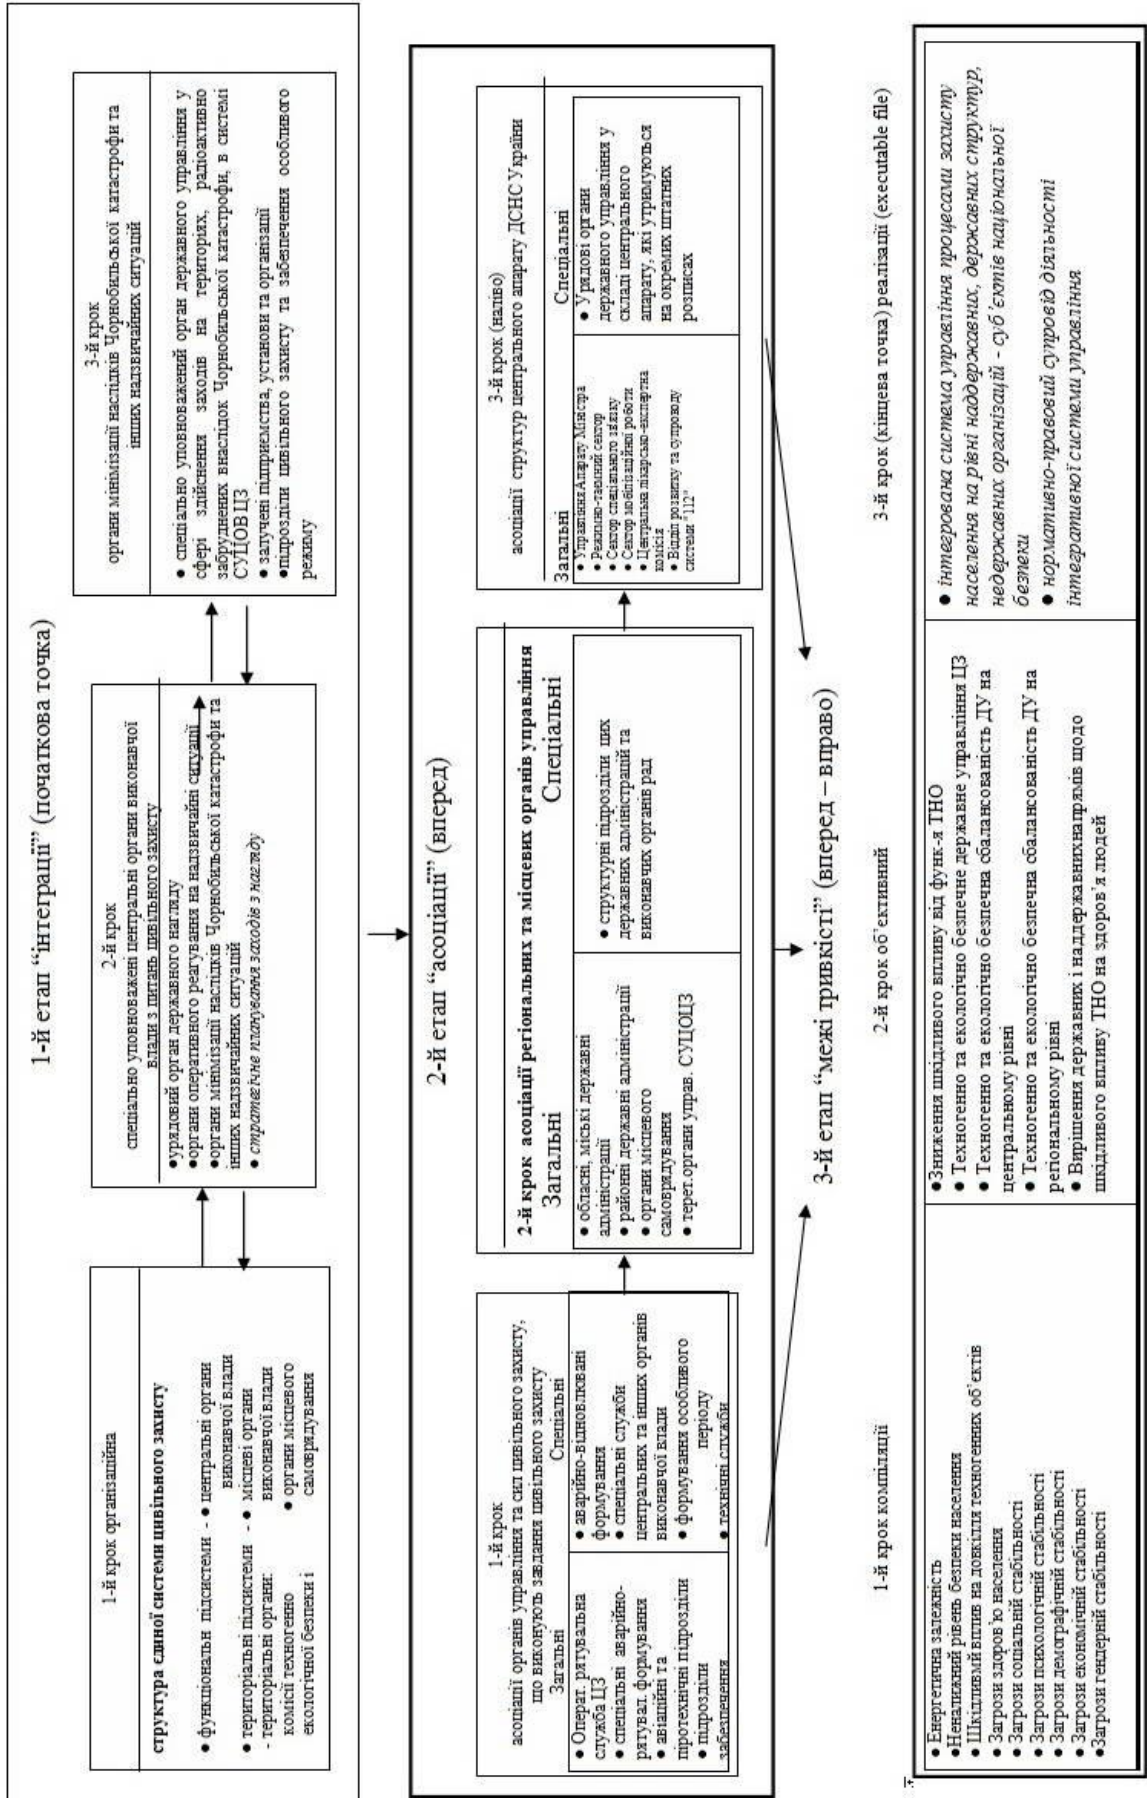 1-й етап “інтеграції” (початкова точка)
1-й крок організаційна
структура єдиної системи цивільного захисту
● функціональн підсистеми -
● територіальні підсистеми -
- територіальні органи:
комісії техногенно
екологічної безпеки і
● центральні органи
виконавчої влади
● місцеві органи
виконавчої влади
● органи місцевого
самоврядування
2-й крок
спеціально уповноважені центральні органи виконавчої
влади з питань цивільного захисту
●урядовий орган державного нагляду
●органи оперативного реагування на надзвичайні ситуації
●органи мінімізації наслідків Чорнобильської катастрофи та
інших надзвичайних ситуацій
● стратегічне планування заходів з нагляду
3-й крок
органи мінімізації наслідків Чорнобильської катастрофи та
інших надзвичайних ситуацій
● спеціально уповноважений орган державного управління у
сфері здійснення заходів на територіях, радіоактивно
забруднених внаслідок Чорнобильської катастрофи, в системі
СУЦОВЦЗ
● залучені підприємства, установи та організації
●підрозділи цивільного захисту та забезпечення особливого
режиму
2-й етап “асоціації” (вперед)
1-й крок
асоціації органів управління та сил цивільного захисту,
що виконують завдання цивільного захисту
Загальні
Спеціальні
● Операт. рятувальна
служба ЦЗ
● спеціальні аварійно-
рятувал. формування
● авіаційні та
піротехнічні підрозділи
● підрозділи
забезпечення
● аварійно-відновлювані
формування
● спеціальні служби
центральних та інших органів
виконавчої влади
● формування особливого
періоду
● технічні служби
2-й крок асоціації регіональних та місцевих органів управління
Загальні
Спеціальні
● обласні, міські державні
адміністрації
● районні державні адміністрації
● органи місцевого
самоврядування
● терет.органи управ. СУЦОЦЗ
● структурні підрозділи цих
державних адміністрацій та
виконавчих органів рад
3-й крок (наліво)
асоціації структур центрального апарату ДСНС України
Загальні
Спеціальні
● Управління Апарату Міністра
● Режимно-таємний сектор
● Сектор спеціального зв'язку
● Сектор мобілізаційної роботи
● Центральна лікарсько-експертна
комісія
● Відділ розвитку та супроводу
системи "112"
● Урядові органи
державного управління у
складі центрального
апарату, які утримуються
на окремих штатних
розписах
3-й етап “межі тривкості” (вперед – вправо)
1-й крок компіляції
2-й крок об’єктивний
3-й крок (кінцева точка) реалізації (executable file)
● Енергетична залежність
●Неналижний рівень безпеки населення
● Шкідливмй вплив на довкілля техногенних об’єктів
● Загрози здоров`ю населення
● Загрози соціальній стабільності
● Загрози психологічній стабільності
● Загрози демографічній стабільності
● Загрози економічній стабільності
●Загрози гендерній стабільності
●Зниження шкідливого впливу від функ-я ТНО
● Техногенно та екологічно безпечне державне управління ЦЗ
● Техногенно та екологічно безпечна сбалансованість ДУ на
центральному рівні
● Техногенно та екологічно безпечна сбалансованість ДУ на
регіональному рівні
● Вирішення державних і наддержавних напрямів щодо
шкідливого впливу ТНО на здоров'я людей
● інтегрована система управління процесами захисту
населення на рівні наддержавних, державних структур,
недержавних організацій - суб’єктів національної
безпеки
● нормативно-правовий супровід діяльності
інтегративної системи управління